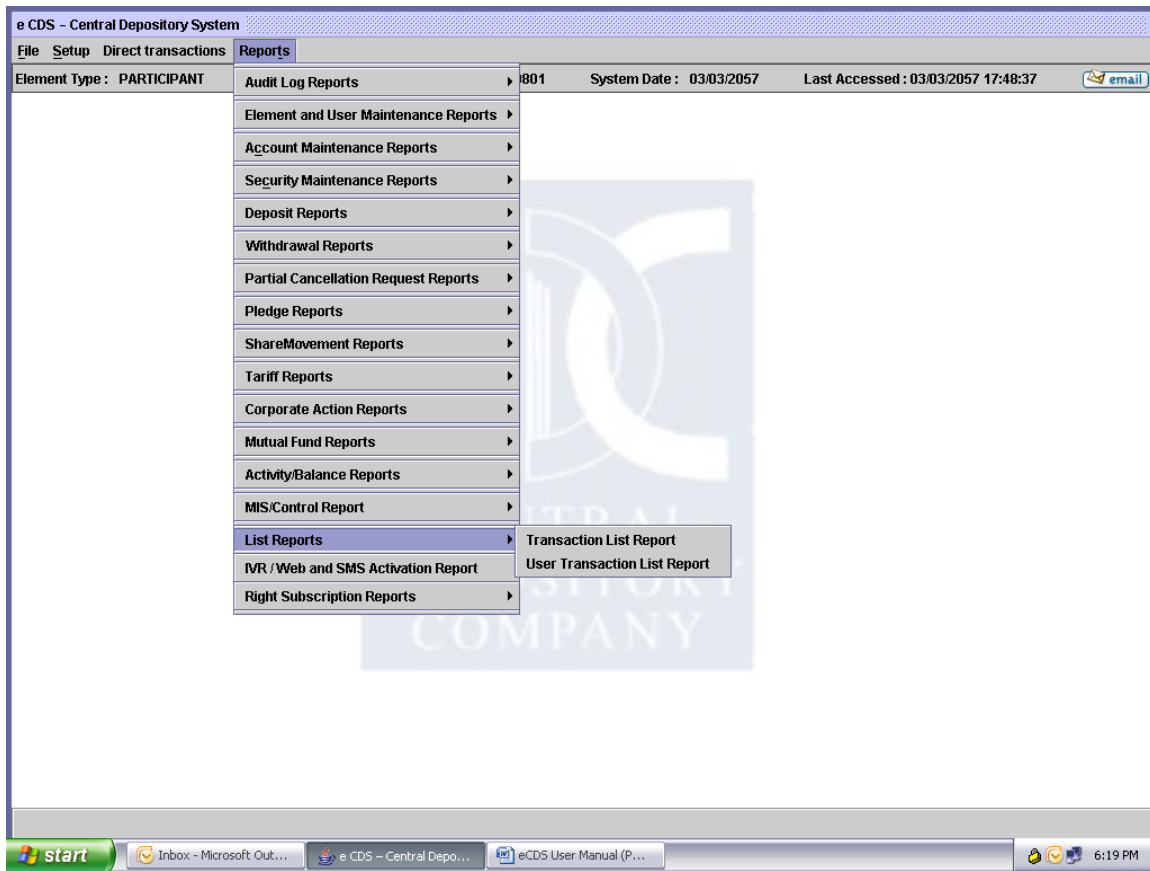 e CDS – Central Depository System
File Setup Direct transactions Reports
Element Type : PARTICIPANT 801 System Date : 03/03/2057 Last Accessed : 03/03/2057 17:48:37 email
Audit Log Reports
Element and User Maintenance Reports
Account Maintenance Reports
Security Maintenance Reports
Deposit Reports
Withdrawal Reports
Partial Cancellation Request Reports
Pledge Reports
ShareMovement Reports
Tariff Reports
Corporate Action Reports
Mutual Fund Reports
Activity/Balance Reports
MIS/Control Report
List Reports
Transaction List Report
User Transaction List Report
IVR / Web and SMS Activation Report
Right Subscription Reports
COMPANY
start Inbox - Microsoft Out... e CDS – Central Depo... eCDS User Manual (P... 6:19 PM